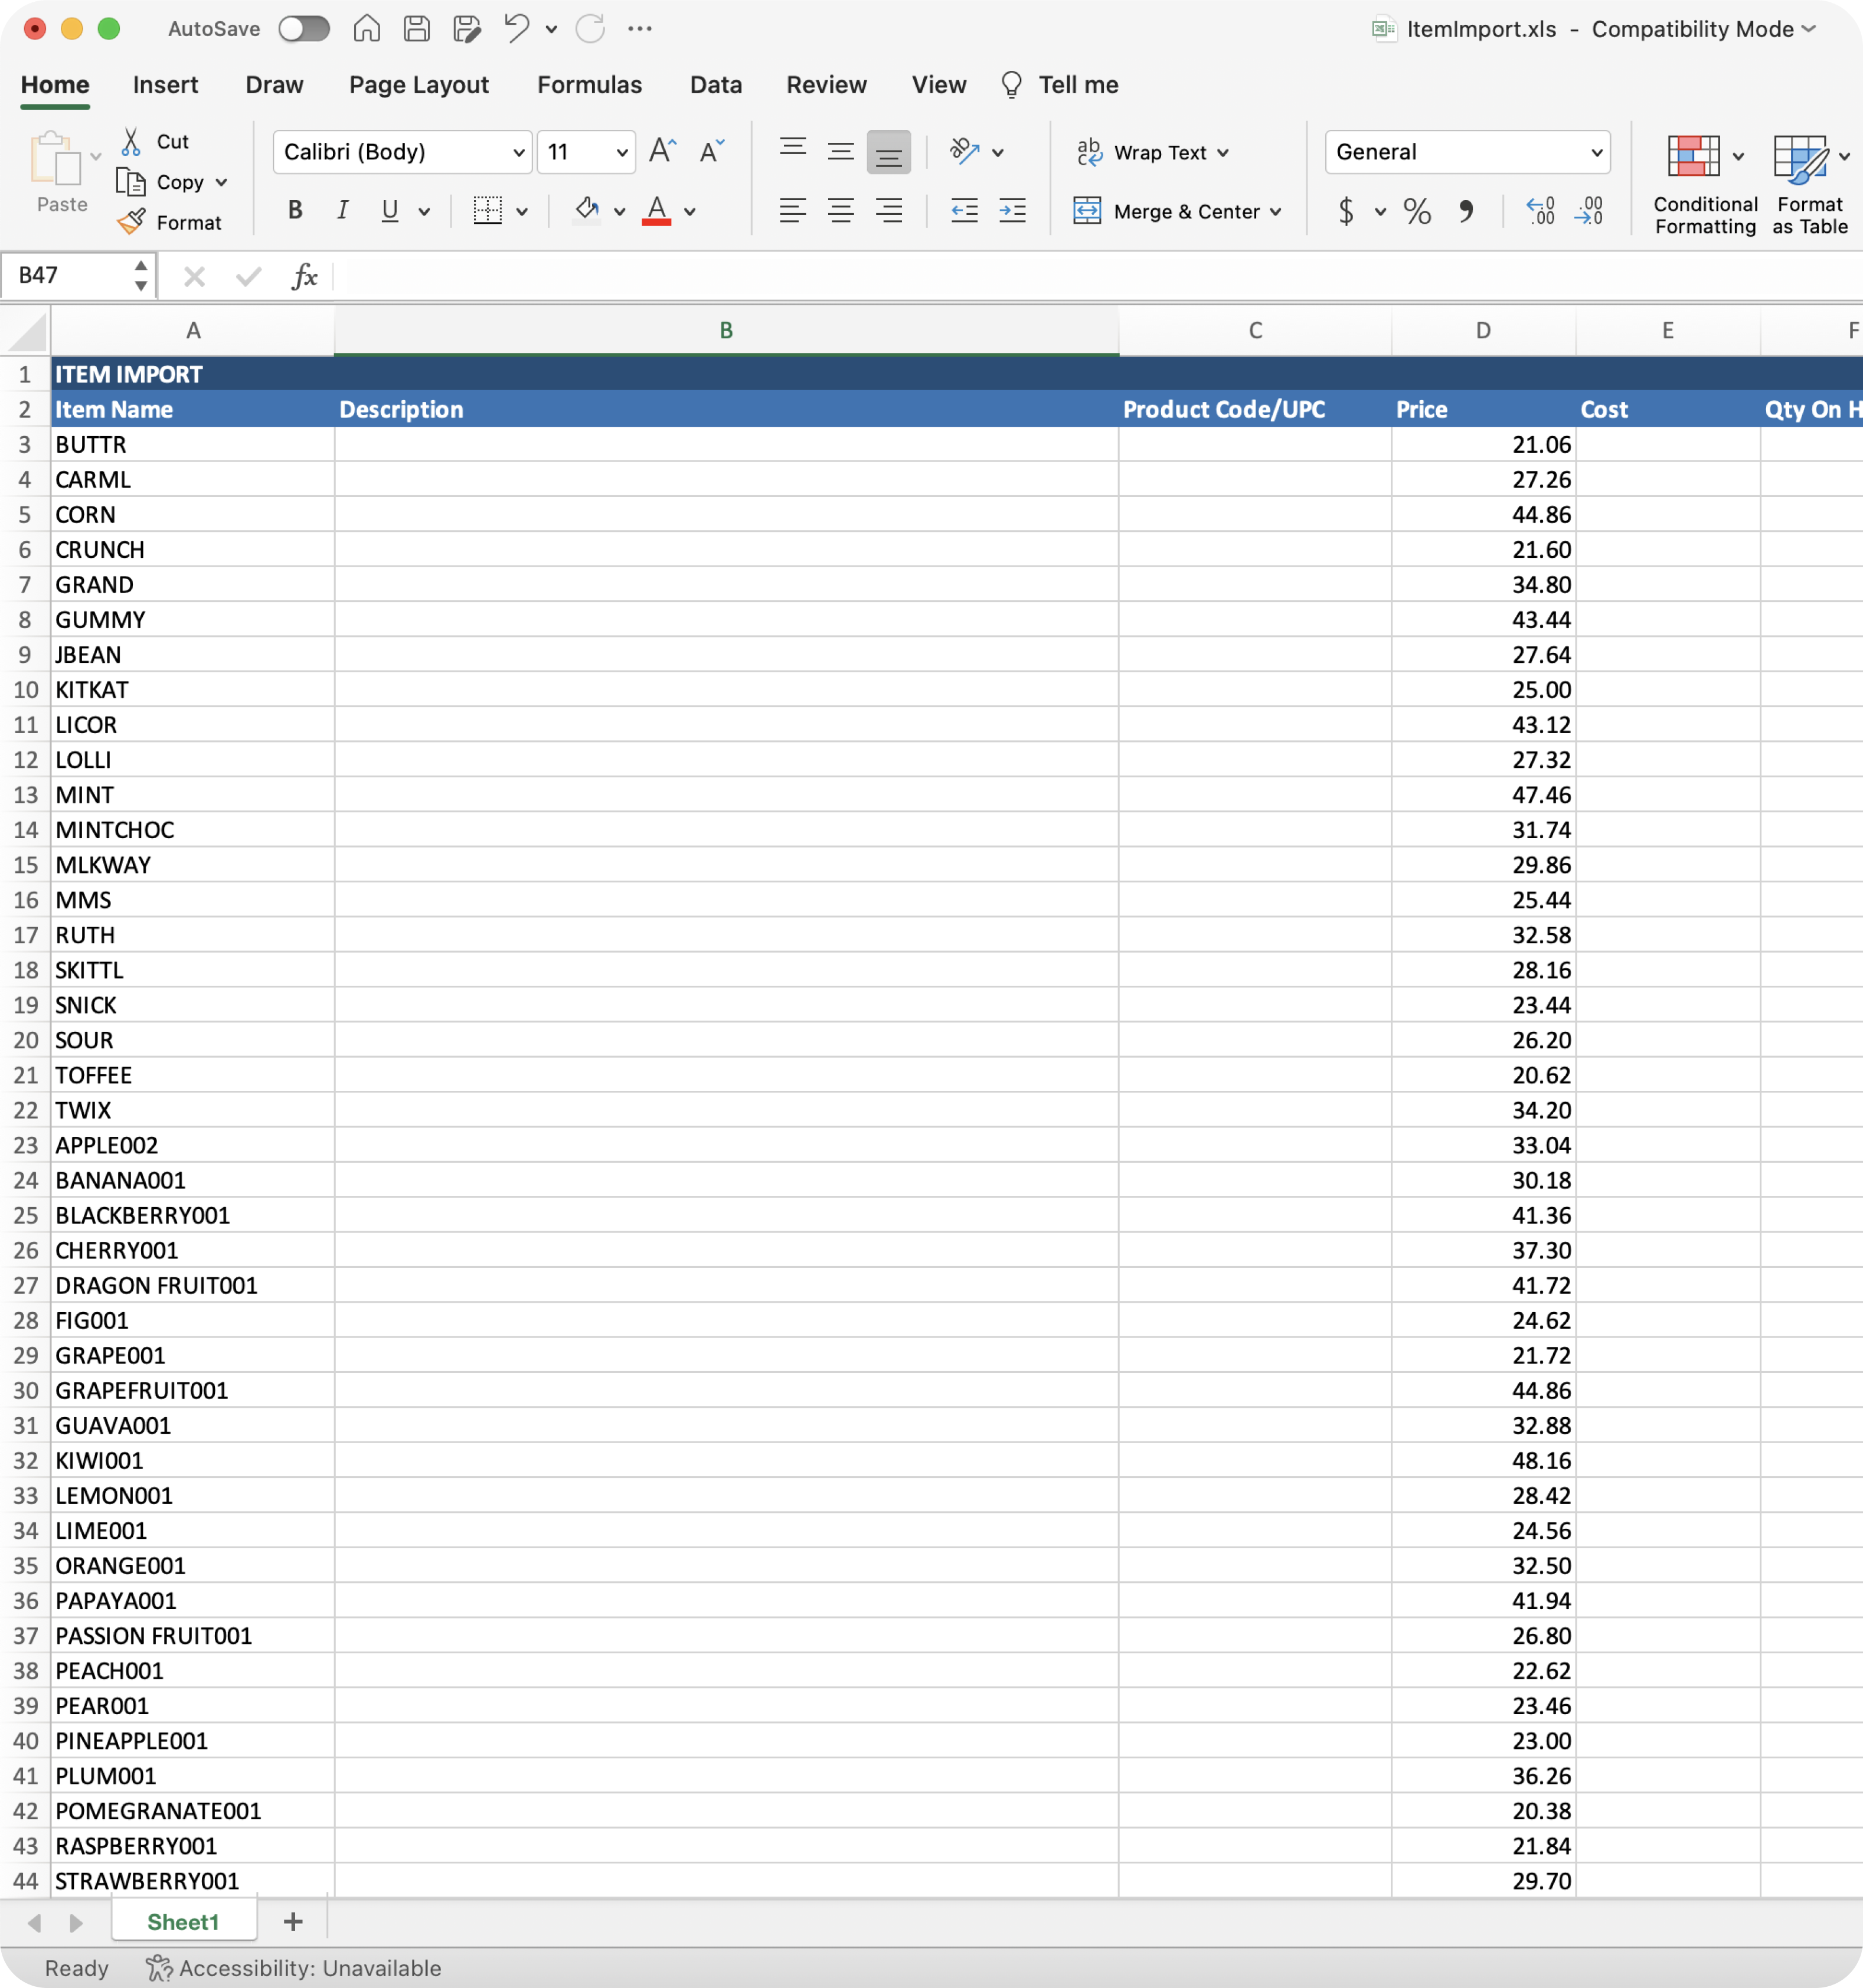 AutoSave ItemImport.xls - Compatibility Mode
Home Insert Draw Page Layout Formulas Data Review View Tell me
Paste
Cut
Copy
Format
Calibri (Body) 11
B I U
ab Wrap Text
Merge & Center
General
$ % 9
Conditional Formatting
Format as Table
B47 fx
A B C D E F
1 ITEM IMPORT
2 Item Name Description Product Code/UPC Price Cost Qty On H
3 BUTTR 21.06
4 CARML 27.26
5 CORN 44.86
6 CRUNCH 21.60
7 GRAND 34.80
8 GUMMY 43.44
9 JBEAN 27.64
10 KITKAT 25.00
11 LICOR 43.12
12 LOLLI 27.32
13 MINT 47.46
14 MINTCHOC 31.74
15 MLKWAY 29.86
16 MMS 25.44
17 RUTH 32.58
18 SKITTL 28.16
19 SNICK 23.44
20 SOUR 26.20
21 TOFFEE 20.62
22 TWIX 34.20
23 APPLE002 33.04
24 BANANA001 30.18
25 BLACKBERRY001 41.36
26 CHERRY001 37.30
27 DRAGON FRUIT001 41.72
28 FIG001 24.62
29 GRAPE001 21.72
30 GRAPEFRUIT001 44.86
31 GUAVA001 32.88
32 KIWI001 48.16
33 LEMON001 28.42
34 LIME001 24.56
35 ORANGE001 32.50
36 PAPAYA001 41.94
37 PASSION FRUIT001 26.80
38 PEACH001 22.62
39 PEAR001 23.46
40 PINEAPPLE001 23.00
41 PLUM001 36.26
42 POMEGRANATE001 20.38
43 RASPBERRY001 21.84
44 STRAWBERRY001 29.70
Sheet1 +
Ready Accessibility: Unavailable